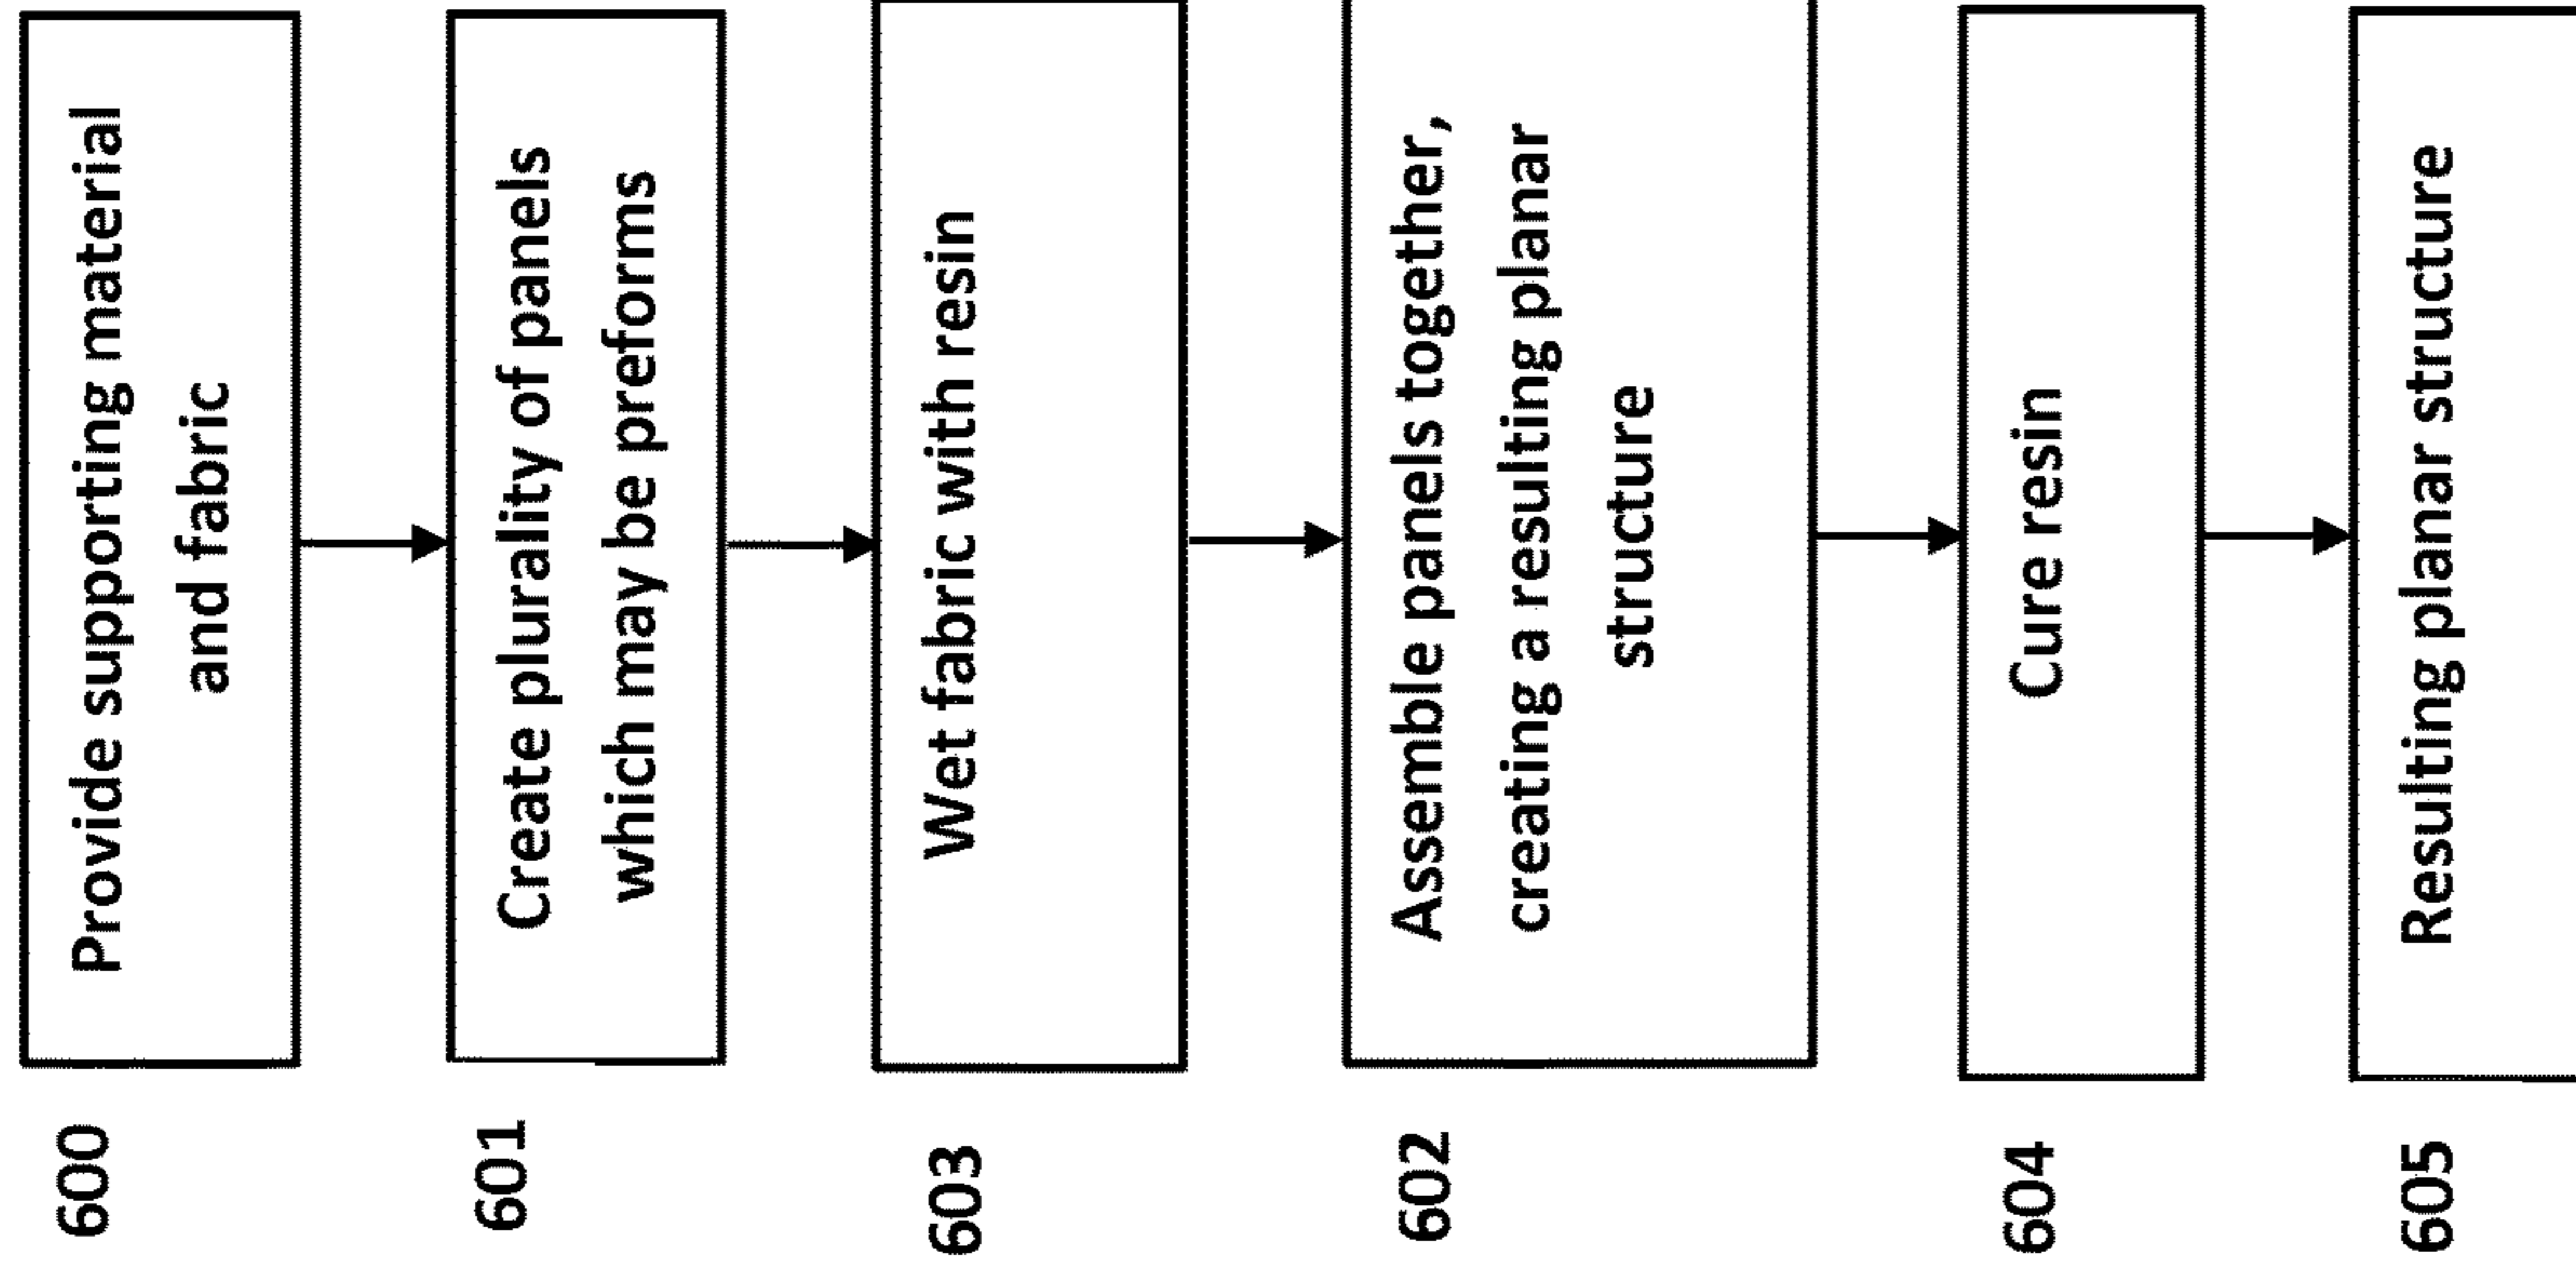 600
Provide supporting material
and fabric
601
Create plurality of panels
which may be preforms
603
Wet fabric with resin
602
Assemble panels together,
creating a resulting planar
structure
604
Cure resin
605
Resulting planar structure